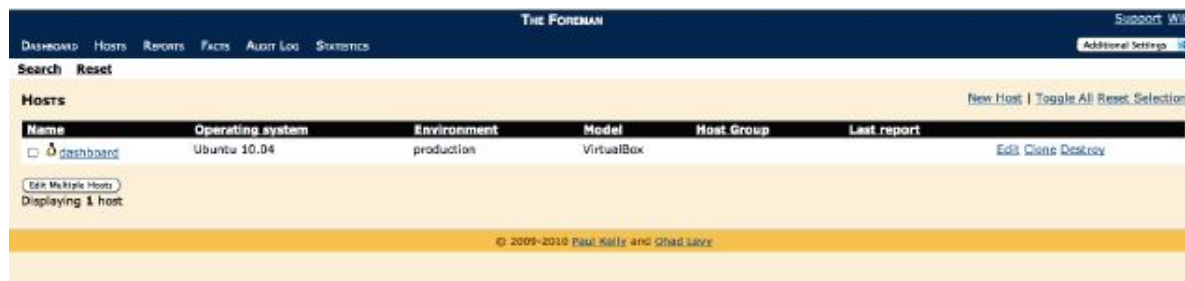 THE FOREMAN
Support Wi
DASHBOARD HOSTS REPORTS FACTS AUDIT LOG STATISTICS
Additional Settings
Search Reset
HOSTS
New Host | Toggle All Reset Selection
Name Operating system Environment Model Host Group Last report
dashboard Ubuntu 10.04 production VirtualBox Edit Clone Destroy
Edit Multiple Hosts
Displaying 1 host
© 2009-2010 Paul Kelly and Ohad Levy